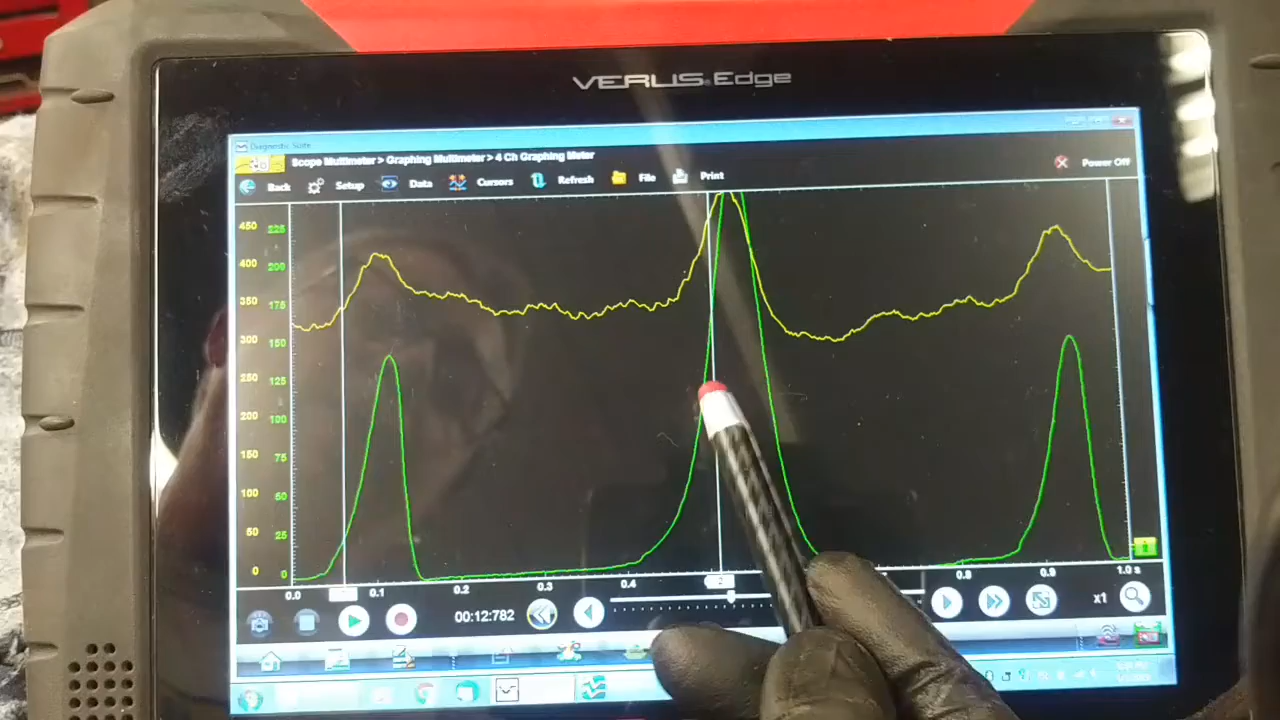 VERUS Edge
Diagnostic Suite
Scope Multimeter > Graphing Multimeter > 4 Ch Graphing Meter
Power Off
Back Setup Data Cursors Refresh File Print
450 225
400 200
350 175
300 150
250 125
200 100
150 75
100 50
50 25
0 0
0.0 0.1 0.2 0.3 0.4 2 0.8 0.9 1.0 s
00:12:782
x1